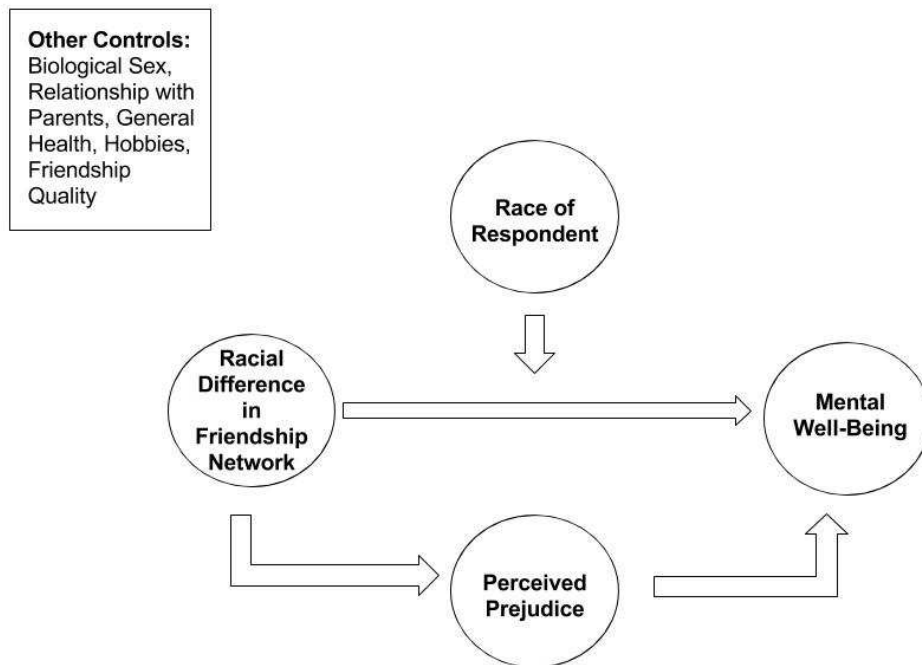 Other Controls:
Biological Sex,
Relationship with
Parents, General
Health, Hobbies,
Friendship
Quality
Race of
Respondent
Racial
Difference
in
Friendship
Network
Mental
Well-Being
Perceived
Prejudice